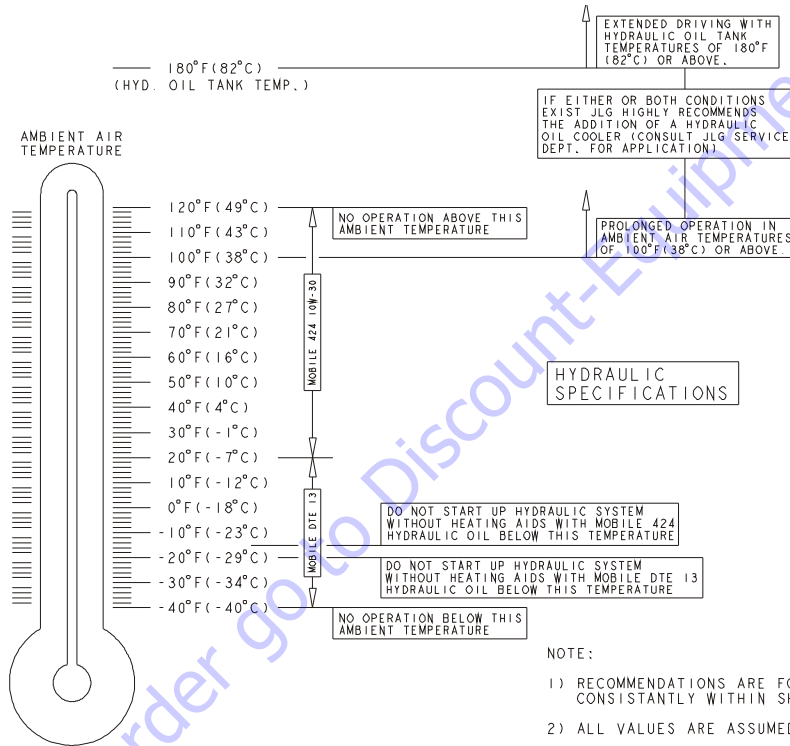 EXTENDED DRIVING WITH
HYDRAULIC OIL TANK
TEMPERATURES OF 180°F
(82°C) OR ABOVE.
180°F(82°C)
(HYD. OIL TANK TEMP.)
IF EITHER OR BOTH CONDITIONS
EXIST JLG HIGHLY RECOMMENDS
THE ADDITION OF A HYDRAULIC
OIL COOLER (CONSULT JLG SERVICE
DEPT. FOR APPLICATION)
AMBIENT AIR
TEMPERATURE
120°F(49°C)
NO OPERATION ABOVE THIS
AMBIENT TEMPERATURE
110°F(43°C)
100°F(38°C)
PROLONGED OPERATION IN
AMBIENT AIR TEMPERATURES
OF 100°F(38°C) OR ABOVE.
90°F(32°C)
80°F(27°C)
70°F(21°C)
60°F(16°C)
50°F(10°C)
40°F(4°C)
30°F(-1°C)
20°F(-7°C)
10°F(-12°C)
0°F(-18°C)
-10°F(-23°C)
-20°F(-29°C)
-30°F(-34°C)
-40°F(-40°C)
MOBILE 424 10W-30
MOBILE DTE 13
HYDRAULIC
SPECIFICATIONS
DO NOT START UP HYDRAULIC SYSTEM
WITHOUT HEATING AIDS WITH MOBILE 424
HYDRAULIC OIL BELOW THIS TEMPERATURE
DO NOT START UP HYDRAULIC SYSTEM
WITHOUT HEATING AIDS WITH MOBILE DTE 13
HYDRAULIC OIL BELOW THIS TEMPERATURE
NO OPERATION BELOW THIS
AMBIENT TEMPERATURE
NOTE:
1) RECOMMENDATIONS ARE
CONSISTANTLY WITHIN
2) ALL VALUES ARE ASSUMED
order go to Discount-Equipme